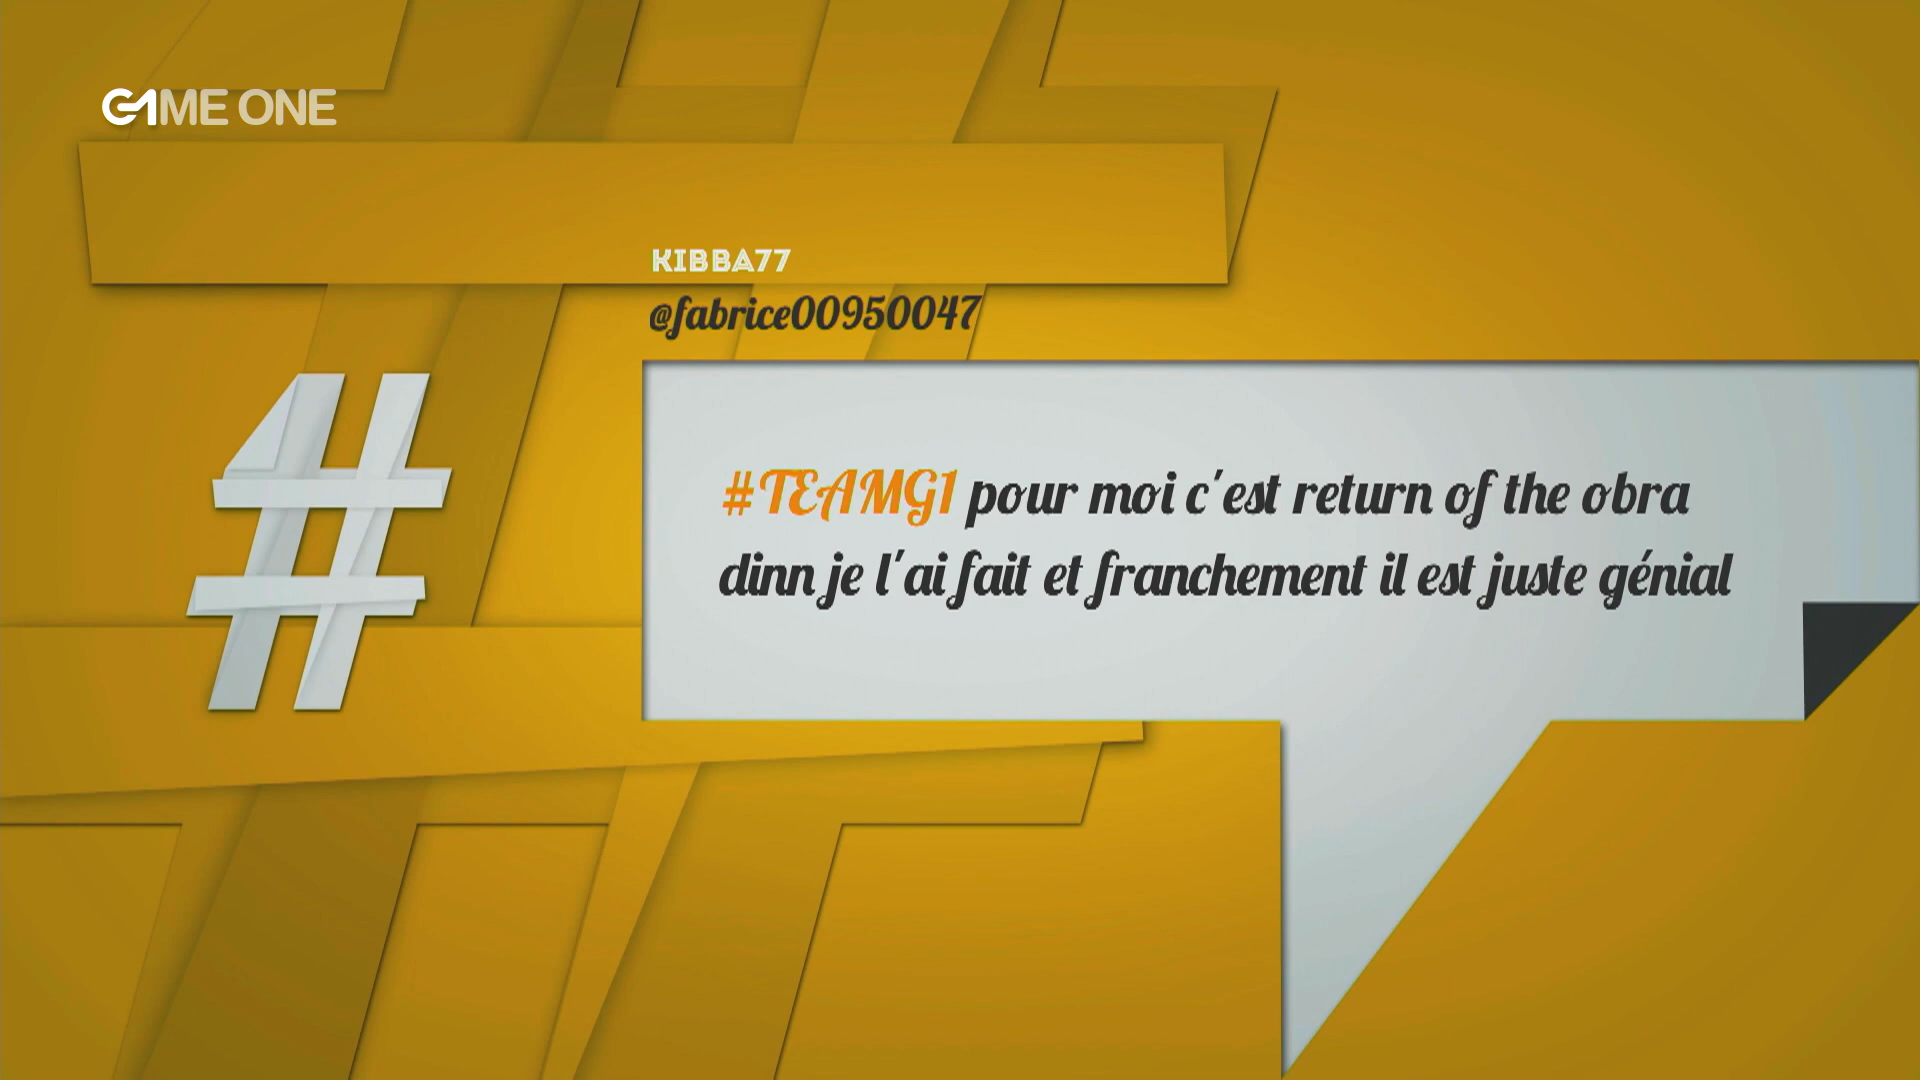 GAME ONE
KIBBA77
@fabrice00950047
#TEAMG1 pour moi c'est return of the obra
dinn je l'ai fait et franchement il est juste génial